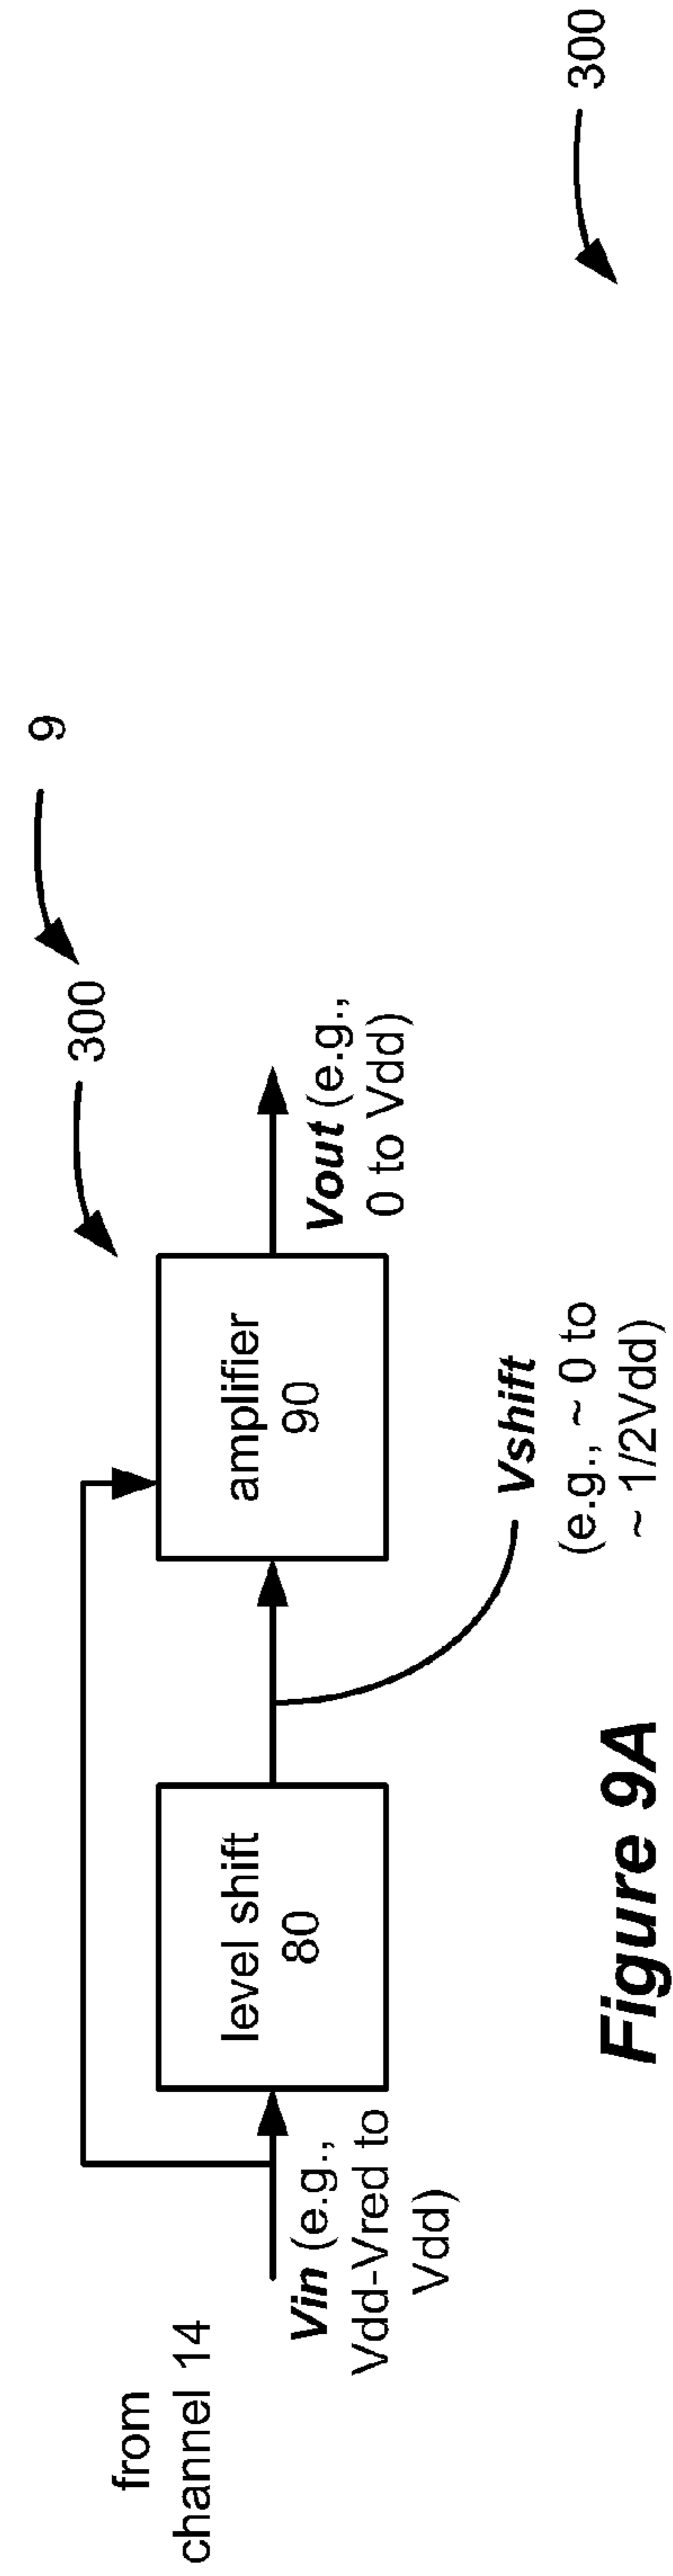 from
channel 14
Vin (e.g.,
Vdd-Vred to
Vdd)
level shift
80
Vshift
(e.g., ~ 0 to
~ 1/2Vdd)
amplifier
90
Vout (e.g.,
0 to Vdd)
300
9
300
Figure 9A